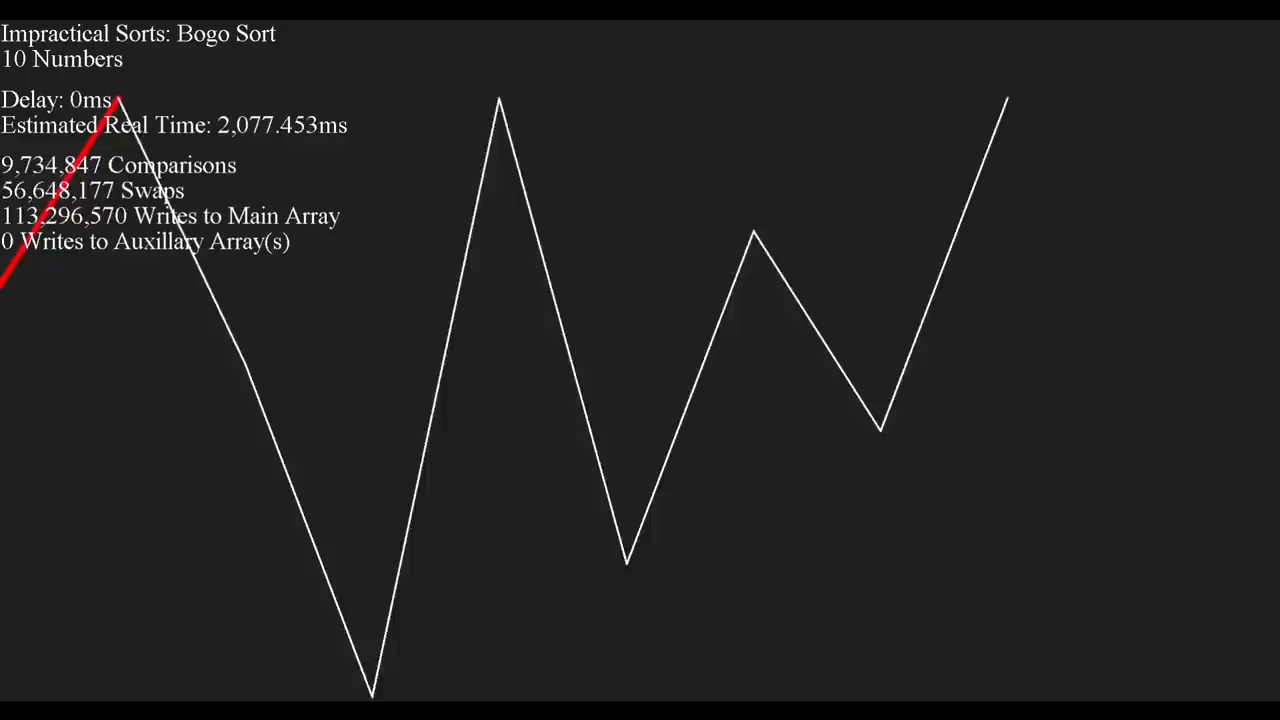 Impractical Sorts: Bogo Sort
10 Numbers
Delay: 0ms
Estimated Real Time: 2,077.453ms
9,734,847 Comparisons
56,648,177 Swaps
113,296,570 Writes to Main Array
0 Writes to Auxillary Array(s)